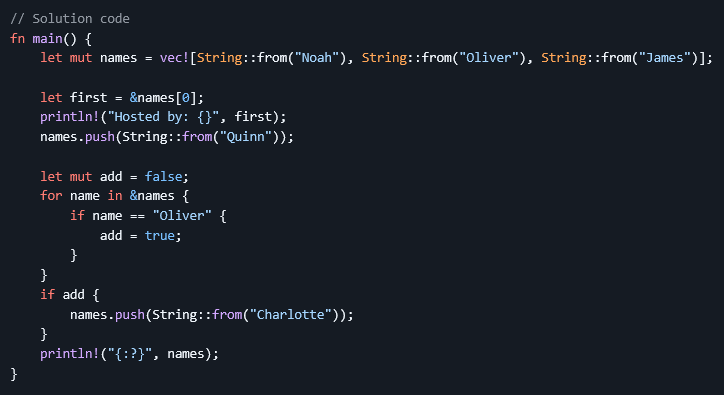 // Solution code
fn main() {
    let mut names = vec![String::from("Noah"), String::from("Oliver"), String::from("James")];

    let first = &names[0];
    println!("Hosted by: {}", first);
    names.push(String::from("Quinn"));

    let mut add = false;
    for name in &names {
        if name == "Oliver" {
            add = true;
        }
    }
    if add {
        names.push(String::from("Charlotte"));
    }
    println!("{:?}", names);
}